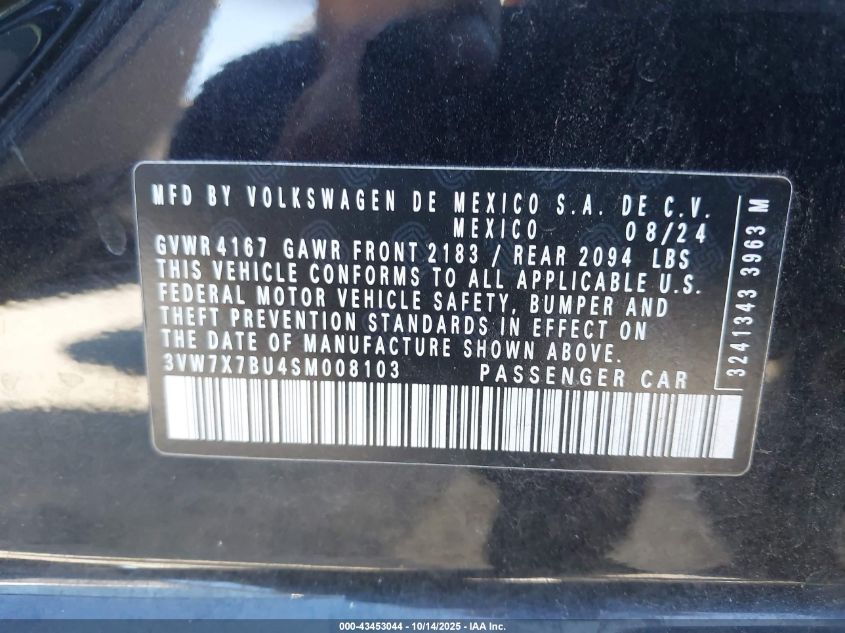 MFD BY VOLKSWAGEN DE MEXICO S.A. DE C.V.
MEXICO 08/24
GVWR 4167 GAWR FRONT 2183 / REAR 2094 LBS
THIS VEHICLE CONFORMS TO ALL APPLICABLE U.S.
FEDERAL MOTOR VEHICLE SAFETY, BUMPER AND
THEFT PREVENTION STANDARDS IN EFFECT ON
THE DATE OF MANUFACTURE SHOWN ABOVE.
3VW7X7BU4SM008103 PASSENGER CAR
3241343 3963 M
000-43453044 - 10/14/2025 - IAA Inc.